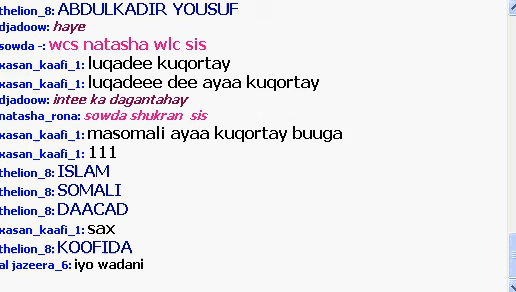 thelion_8: ABDULKADIR YOUSUF
djadoow: haye
sowda -: wcs natasha wlc sis
xasan_kaafi_1: luqadee kuqortay
xasan_kaafi_1: luqadeee dee ayaa kuqortay
djadoow: intee ka dagantahay
natasha_rona: sowda shukran sis
xasan_kaafi_1: masomali ayaa kuqortay buuga
xasan_kaafi_1: 111
thelion_8: ISLAM
thelion_8: SOMALI
thelion_8: DAACAD
xasan_kaafi_1: sax
thelion_8: KOOFIDA
al jazeera_6: iyo wadani